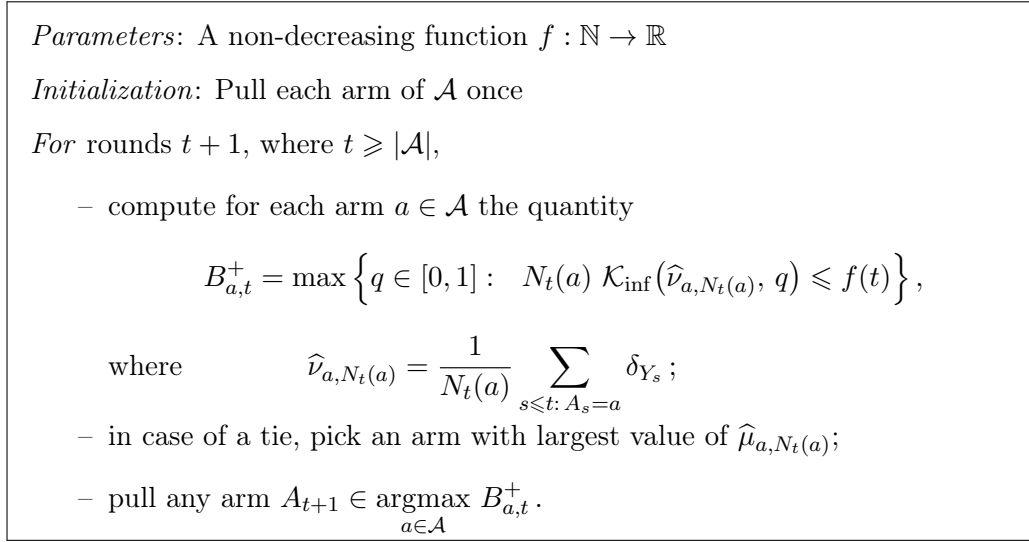 Parameters: A non-decreasing function f : ℕ → ℝ
Initialization: Pull each arm of 𝒜 once
For rounds t + 1, where t ⩾ |𝒜|,
– compute for each arm a ∈ 𝒜 the quantity
B⁺_{a,t} = max { q ∈ [0, 1] : N_t(a) 𝒦_inf(ν̂_{a,N_t(a)}, q) ⩽ f(t) } ,
where ν̂_{a,N_t(a)} = 1/N_t(a) ∑_{s⩽t: A_s=a} δ_{Y_s} ;
– in case of a tie, pick an arm with largest value of μ̂_{a,N_t(a)};
– pull any arm A_{t+1} ∈ argmax_{a∈𝒜} B⁺_{a,t} .